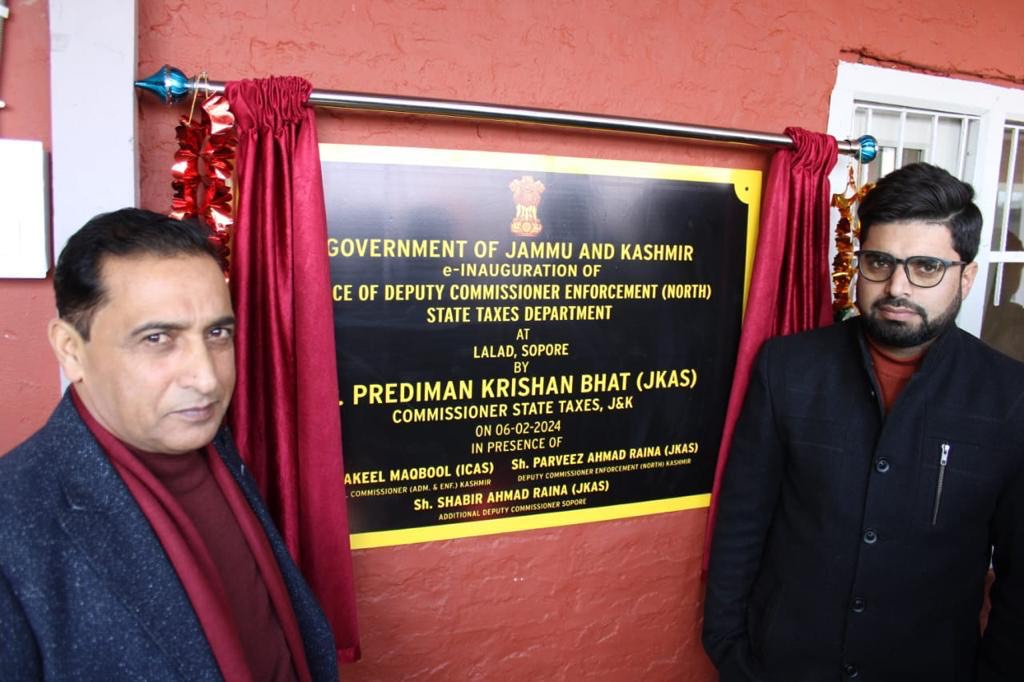 GOVERNMENT OF JAMMU AND KASHMIR
e-INAUGURATION OF
CE OF DEPUTY COMMISSIONER ENFORCEMENT (NORTH)
STATE TAXES DEPARTMENT
AT
LALAD, SOPORE
BY
. PREDIMAN KRISHAN BHAT (JKAS)
COMMISSIONER STATE TAXES, J&K
ON 06-02-2024
IN PRESENCE OF
AKEEL MAQBOOL (ICAS) Sh. PARVEEZ AHMAD RAINA (JKAS)
. COMMISSIONER (ADM. & ENF.) KASHMIR DEPUTY COMMISSIONER ENFORCEMENT (NORTH) KASHMIR
Sh. SHABIR AHMAD RAINA (JKAS)
ADDITIONAL DEPUTY COMMISSIONER SOPORE